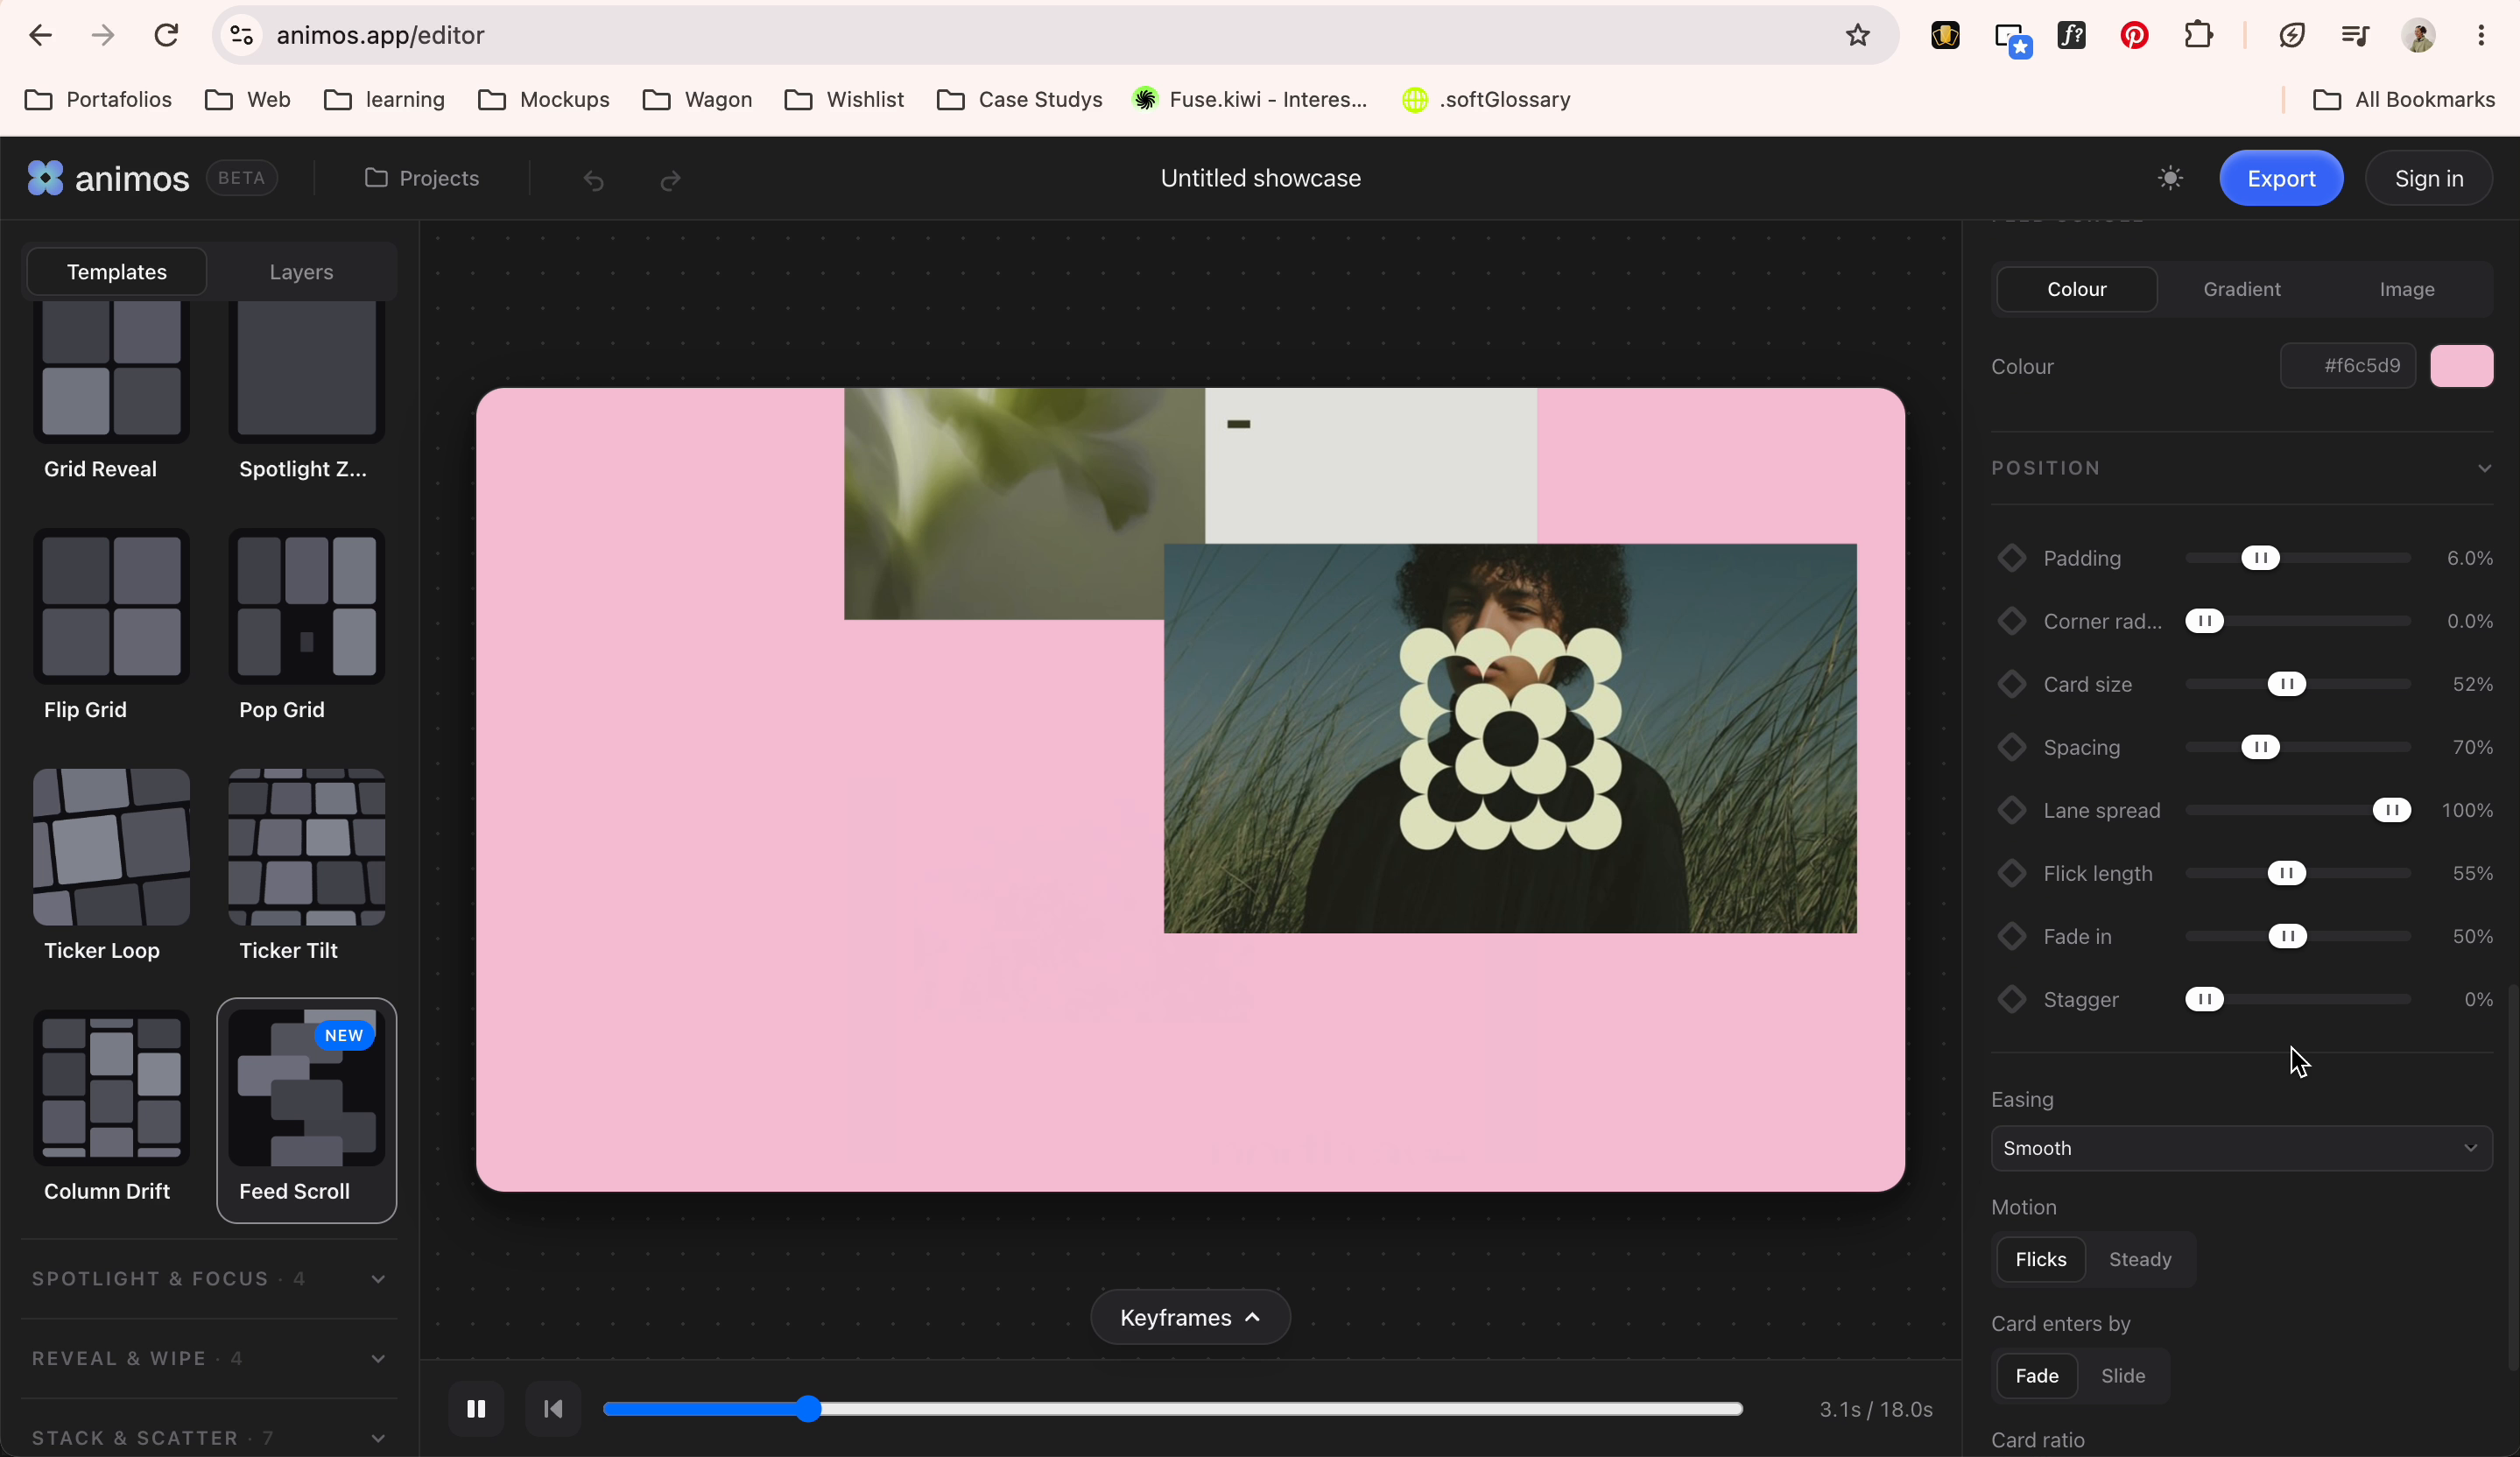 animos.app/editor
Portafolios
Web
learning
Mockups
Wagon
Wishlist
Case Studys
Fuse.kiwi - Interes...
.softGlossary
All Bookmarks
animos
BETA
Projects
Untitled showcase
Export
Sign in
Templates
Layers
Grid Reveal
Spotlight Z...
Flip Grid
Pop Grid
Ticker Loop
Ticker Tilt
NEW
Column Drift
Feed Scroll
SPOTLIGHT & FOCUS · 4
REVEAL & WIPE · 4
STACK & SCATTER · 7
Keyframes
3.1s / 18.0s
Colour
Gradient
Image
Colour
#f6c5d9
POSITION
Padding
6.0%
Corner rad...
0.0%
Card size
52%
Spacing
70%
Lane spread
100%
Flick length
55%
Fade in
50%
Stagger
0%
Easing
Smooth
Motion
Flicks
Steady
Card enters by
Fade
Slide
Card ratio